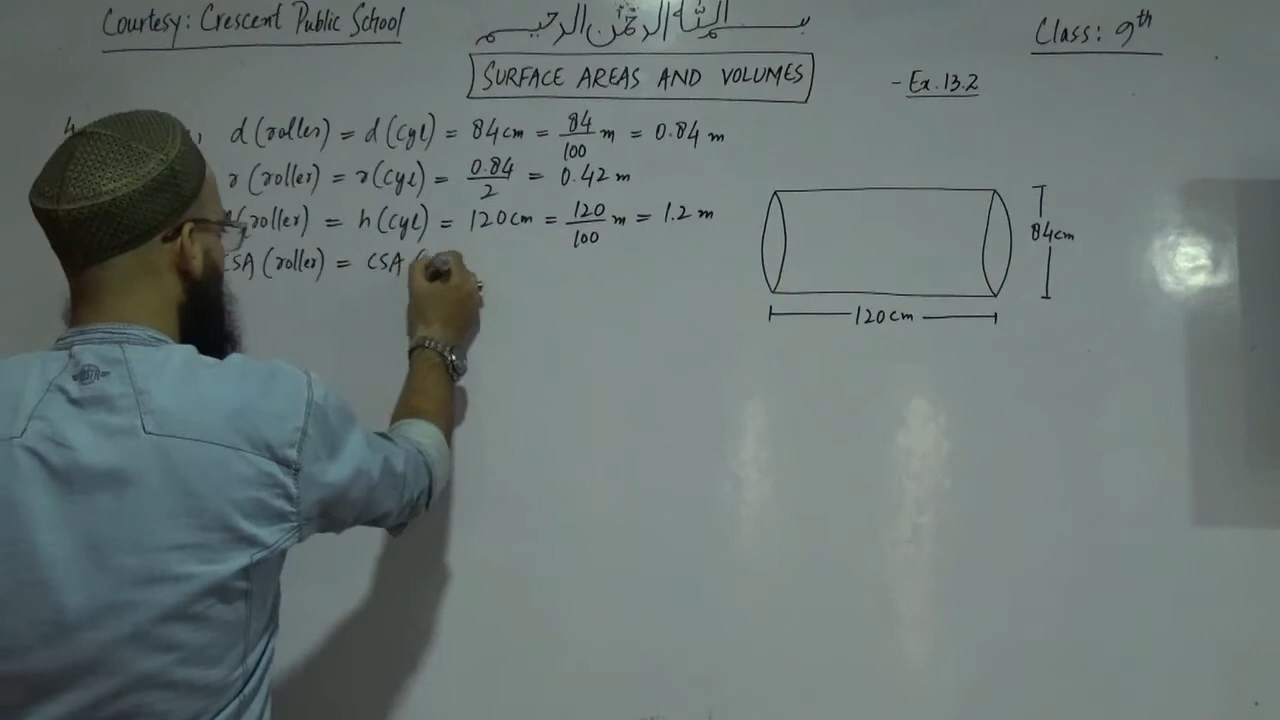 Courtesy: Crescent Public School
بسم الله الرحمن الرحيم
Class: 9th
SURFACE AREAS AND VOLUMES
- Ex. 13.2
4
, d(roller) = d(cyl) = 84cm = 84/100 m = 0.84 m
r(roller) = r(cyl) = 0.84/2 = 0.42 m
(roller) = h(cyl) = 120cm = 120/100 m = 1.2 m
CSA (roller) = CSA (
84cm
120cm